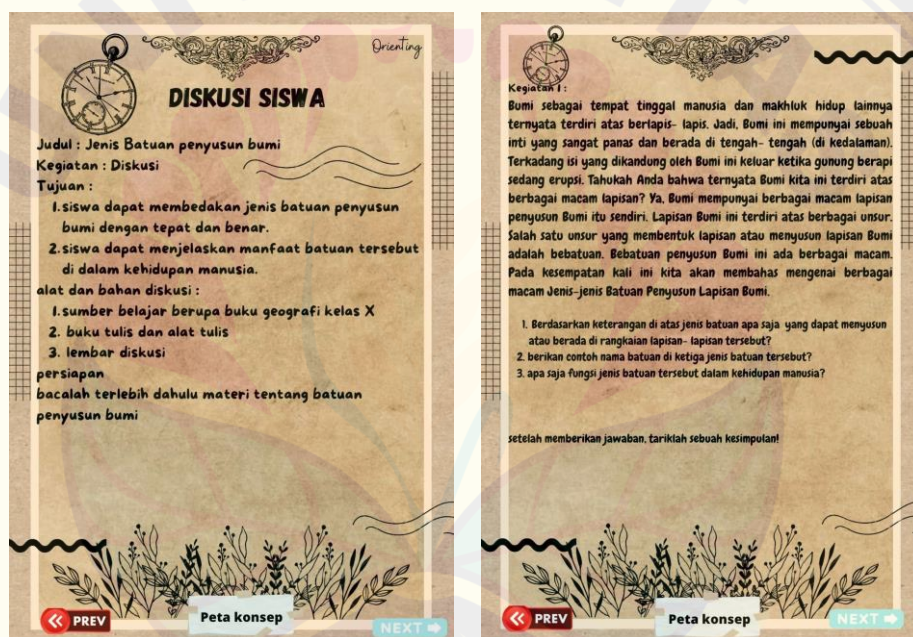 Orienting
DISKUSI SISWA
Judul : Jenis Batuan penyusun bumi
Kegiatan : Diskusi
Tujuan :
1. siswa dapat membedakan jenis batuan penyusun
bumi dengan tepat dan benar.
2. siswa dapat menjelaskan manfaat batuan tersebut
di dalam kehidupan manusia.
alat dan bahan diskusi :
1. sumber belajar berupa buku geografi kelas X
2. buku tulis dan alat tulis
3. lembar diskusi
persiapan
bacalah terlebih dahulu materi tentang batuan
penyusun bumi
PREV
Peta konsep
NEXT
Kegiatan 1 :
Bumi sebagai tempat tinggal manusia dan makhluk hidup lainnya
ternyata terdiri atas berlapis- lapis. Jadi, Bumi ini mempunyai sebuah
inti yang sangat panas dan berada di tengah- tengah (di kedalaman).
Terkadang isi yang dikandung oleh Bumi ini keluar ketika gunung berapi
sedang erupsi. Tahukah Anda bahwa ternyata Bumi kita ini terdiri atas
berbagai macam lapisan? Ya, Bumi mempunyai berbagai macam lapisan
penyusun Bumi itu sendiri. Lapisan Bumi ini terdiri atas berbagai unsur.
Salah satu unsur yang membentuk lapisan atau menyusun lapisan Bumi
adalah bebatuan. Bebatuan penyusun Bumi ini ada berbagai macam.
Pada kesempatan kali ini kita akan membahas mengenai berbagai
macam Jenis-jenis Batuan Penyusun Lapisan Bumi.
1. Berdasarkan keterangan di atas jenis batuan apa saja yang dapat menyusun
atau berada di rangkaian lapisan- lapisan tersebut?
2. berikan contoh nama batuan di ketiga jenis batuan tersebut?
3. apa saja fungsi jenis batuan tersebut dalam kehidupan manusia?
setelah memberikan jawaban, tariklah sebuah kesimpulan!
PREV
Peta konsep
NEXT